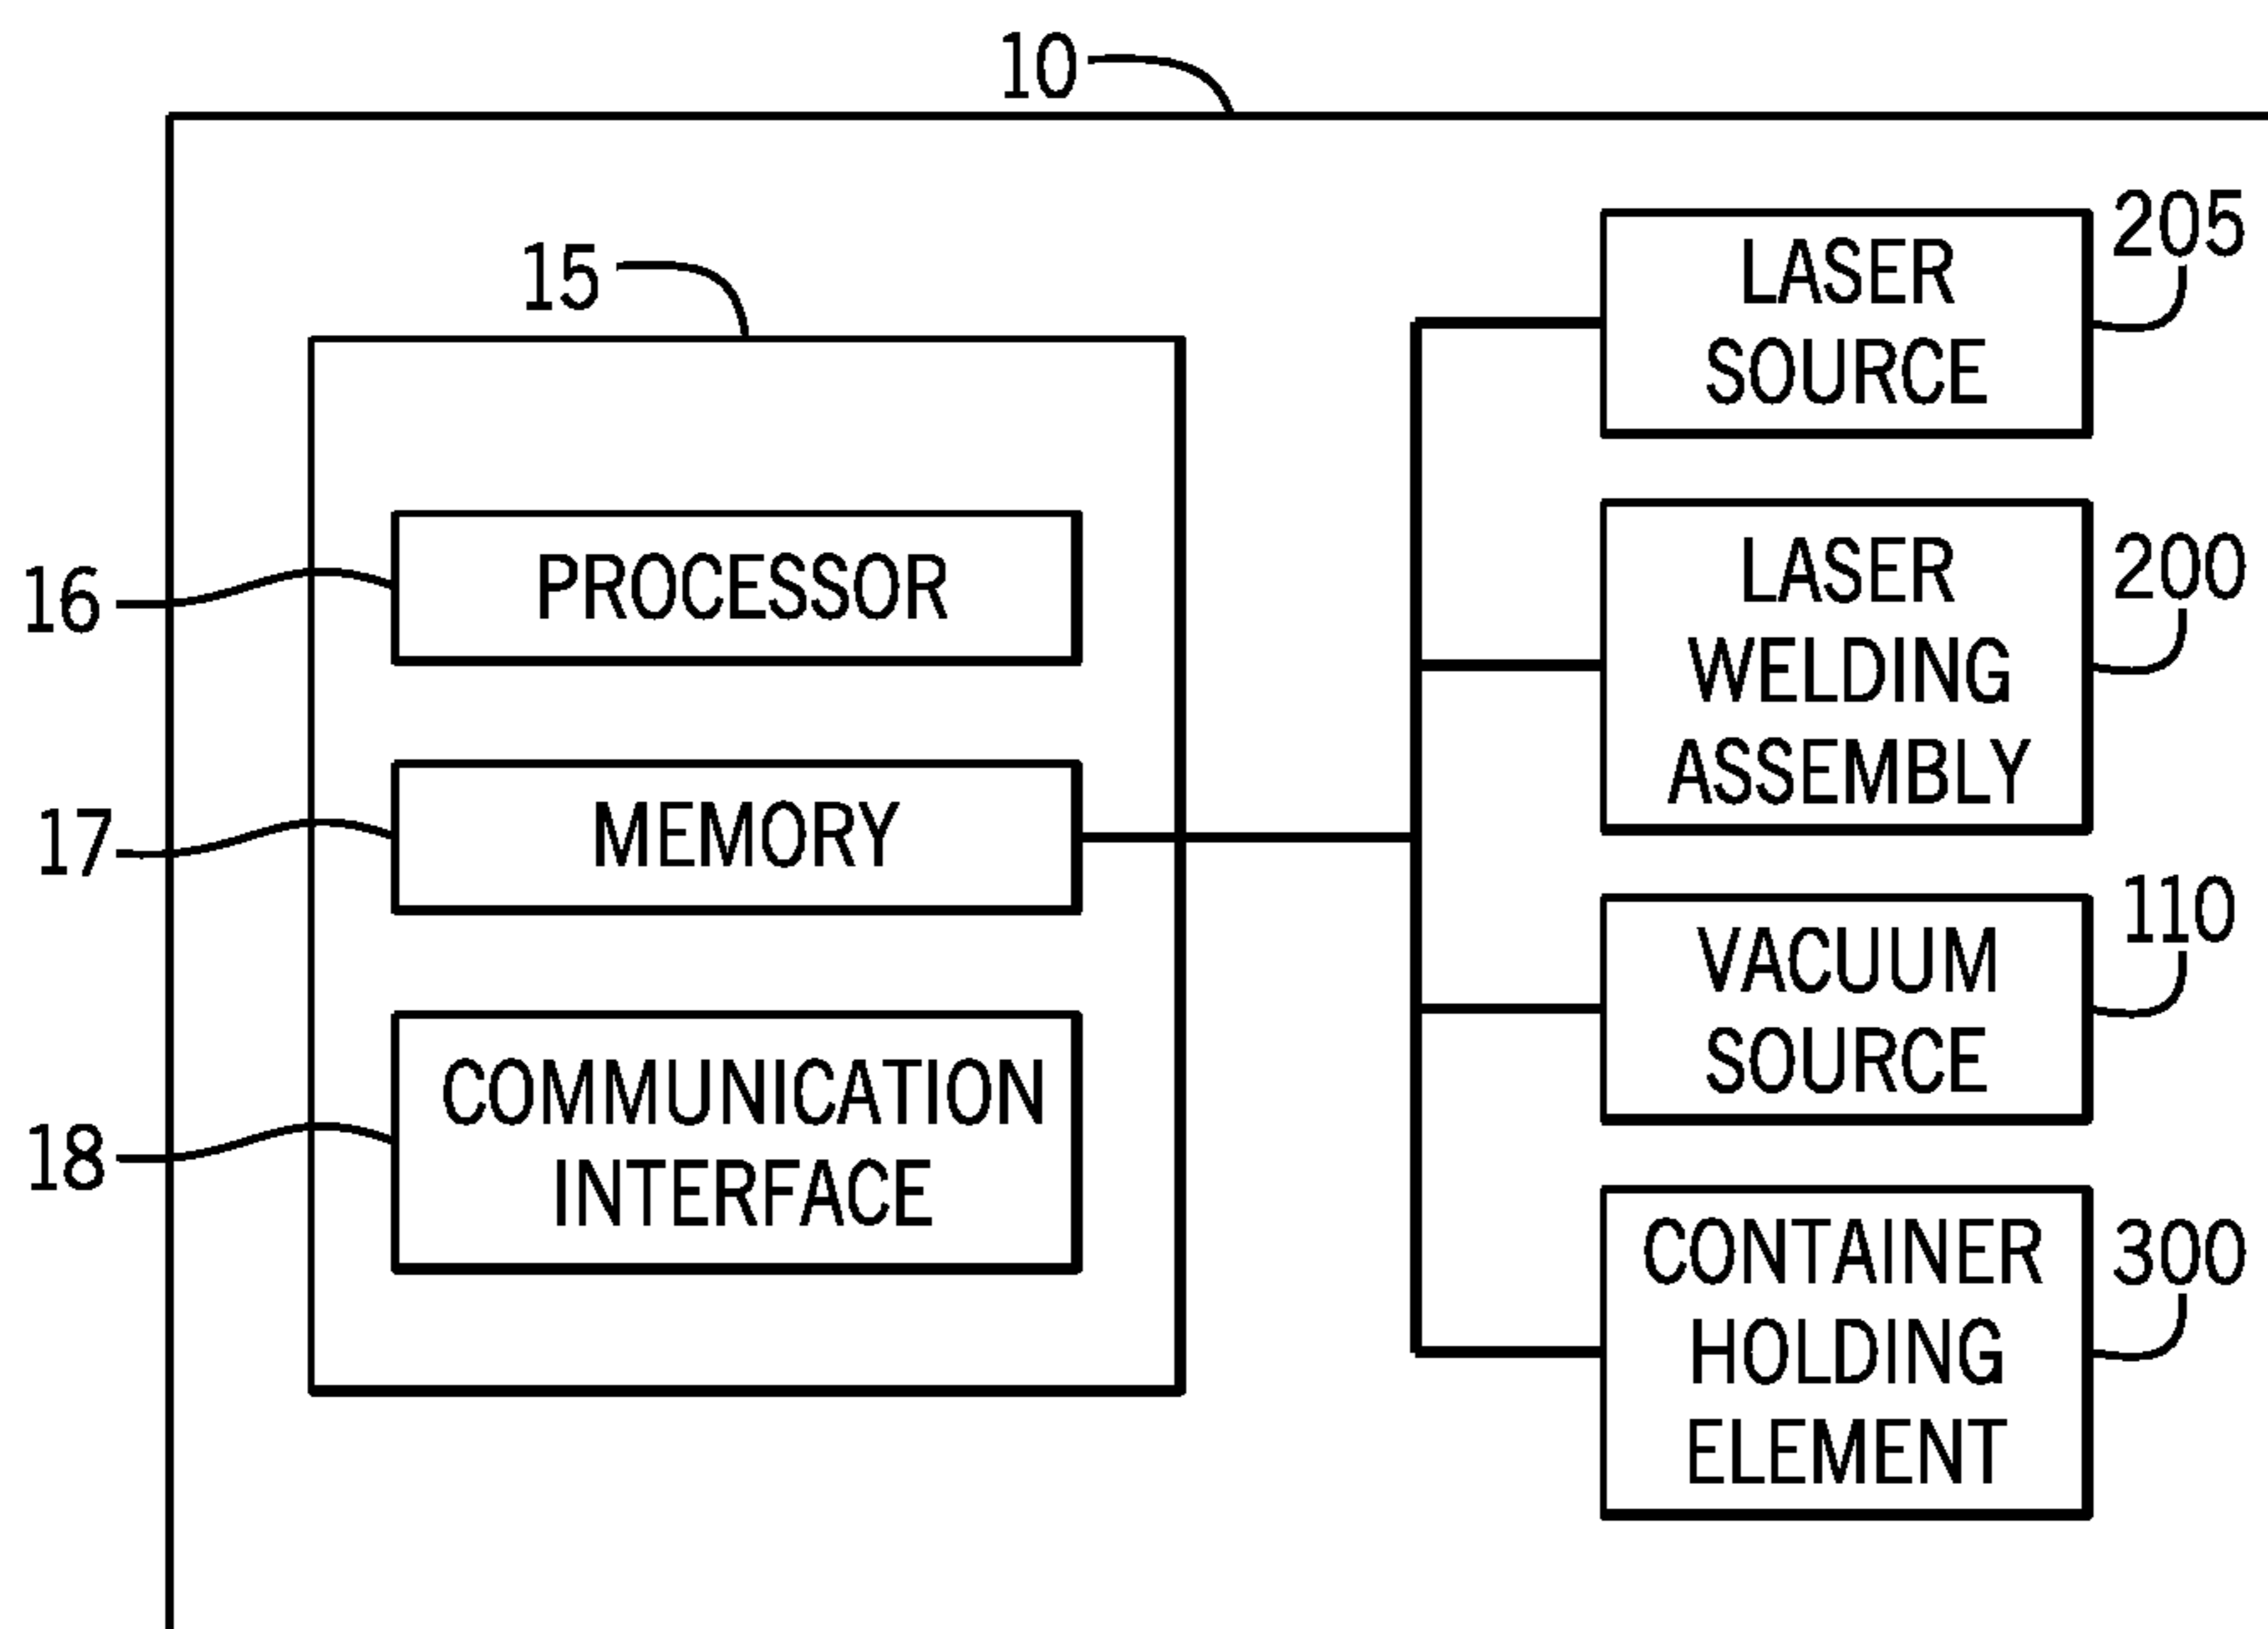 10
15
16
PROCESSOR
17
MEMORY
18
COMMUNICATION
INTERFACE
LASER
SOURCE
205
LASER
WELDING
ASSEMBLY
200
VACUUM
SOURCE
110
CONTAINER
HOLDING
ELEMENT
300